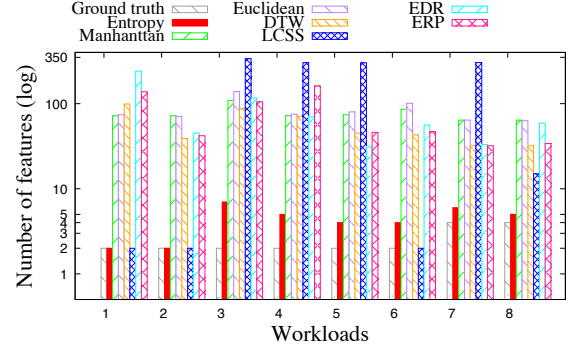 Ground truth Euclidean EDR
Entropy DTW ERP
Manhanttan LCSS
350
100
10
5
4
3
2
1
Number of features (log)
1 2 3 4 5 6 7 8
Workloads